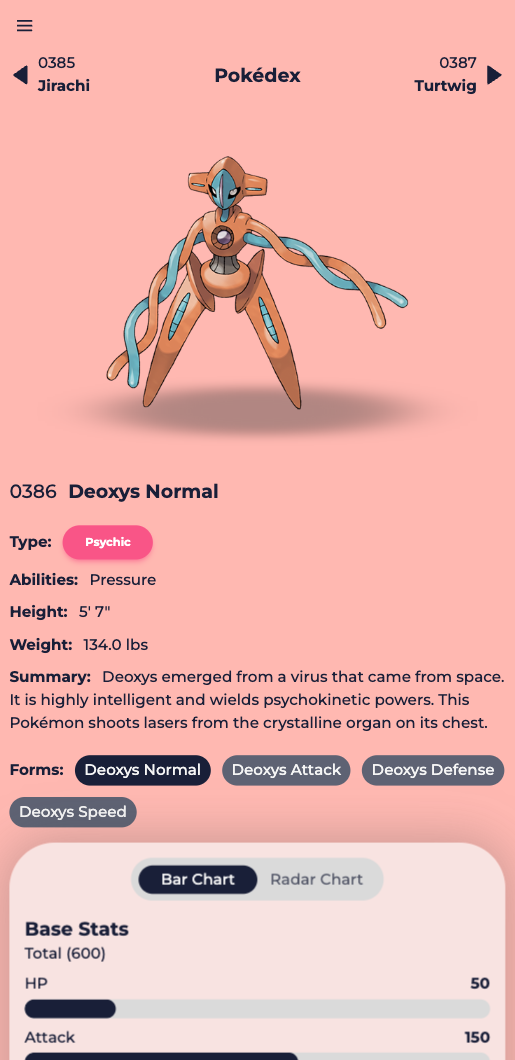 0385
Jirachi
Pokédex
0387
Turtwig
0386 Deoxys Normal
Type: Psychic
Abilities: Pressure
Height: 5' 7"
Weight: 134.0 lbs
Summary: Deoxys emerged from a virus that came from space.
It is highly intelligent and wields psychokinetic powers. This
Pokémon shoots lasers from the crystalline organ on its chest.
Forms: Deoxys Normal Deoxys Attack Deoxys Defense
Deoxys Speed
Bar Chart Radar Chart
Base Stats
Total (600)
HP 50
Attack 150